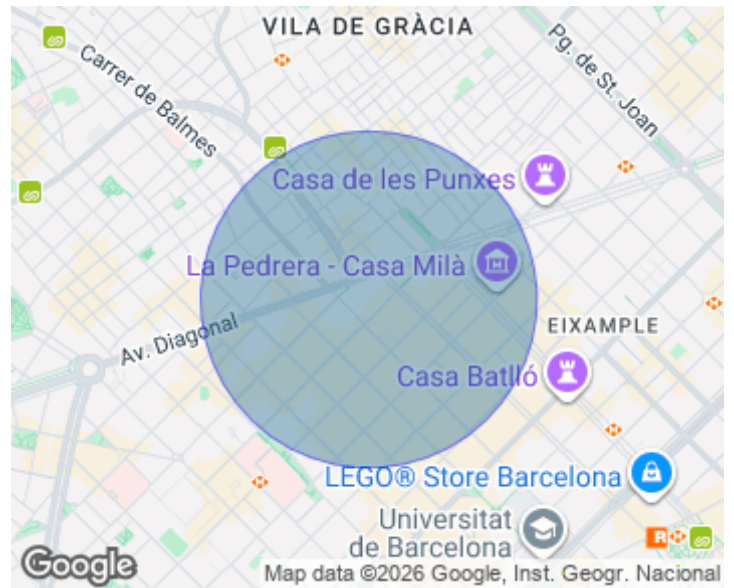 VILA DE GRÀCIA
Carrer de Balmes
Pg. de St. Joan
Casa de les Punxes
La Pedrera - Casa Milà
Av. Diagonal
EIXAMPLE
Casa Batlló
LEGO® Store Barcelona
Universitat
de Barcelona
R
Google
Map data ©2026 Google, Inst. Geogr. Nacional